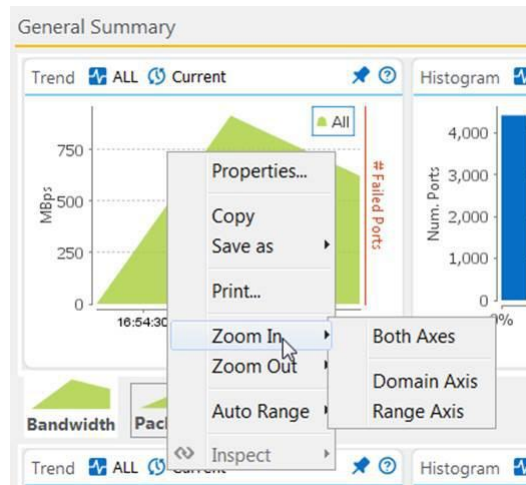 General Summary
Trend ALL Current
Histogram
All
750
500
250
0
MBps
# Failed Ports
16:54:30
4,000
3,000
2,000
1,000
0
Num. Ports
%
Properties...
Copy
Save as
Print...
Zoom In
Zoom Out
Auto Range
Inspect
Both Axes
Domain Axis
Range Axis
Bandwidth
Pac
Trend ALL Current
Histogram